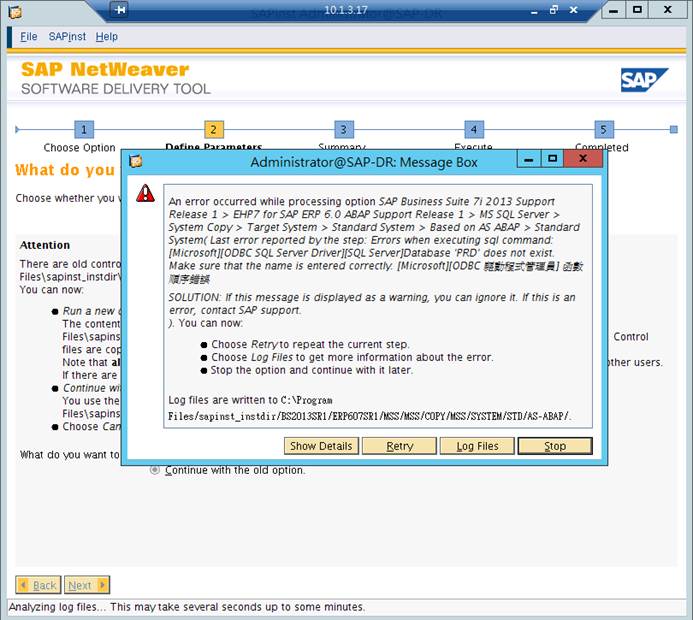 SAPinst Administrator@SAP-DR
10.1.3.17
File SAPinst Help
SAP NetWeaver
SOFTWARE DELIVERY TOOL
SAP
1 2 3 4 5
Choose Option Define Parameters Summary Execute Completed
What do you
Choose whether you
Attention
There are old contro
Files\sapinst_instdir\
You can now:
Run a new
The content
Files\sapins Control
files are cop
Note that al ther users.
If there are
Continue wi
You use the
Files\sapins
Choose Can
What do you want to
Continue with the old option.
Administrator@SAP-DR: Message Box
An error occurred while processing option SAP Business Suite 7i 2013 Support
Release 1 > EHP7 for SAP ERP 6.0 ABAP Support Release 1 > MS SQL Server >
System Copy > Target System > Standard System > Based on AS ABAP > Standard
System( Last error reported by the step: Errors when executing sql command:
[Microsoft][ODBC SQL Server Driver][SQL Server]Database 'PRD' does not exist.
Make sure that the name is entered correctly. [Microsoft][ODBC 驅動程式管理員] 函數
順序錯誤
SOLUTION: If this message is displayed as a warning, you can ignore it. If this is an
error, contact SAP support.
). You can now:
Choose Retry to repeat the current step.
Choose Log Files to get more information about the error.
Stop the option and continue with it later.
Log files are written to C:\Program
Files/sapinst_instdir/BS2013SR1/ERP607SR1/MSS/MSS/COPY/MSS/SYSTEM/STD/AS-ABAP/.
Show Details Retry Log Files Stop
Back Next
Analyzing log files... This may take several seconds up to some minutes.